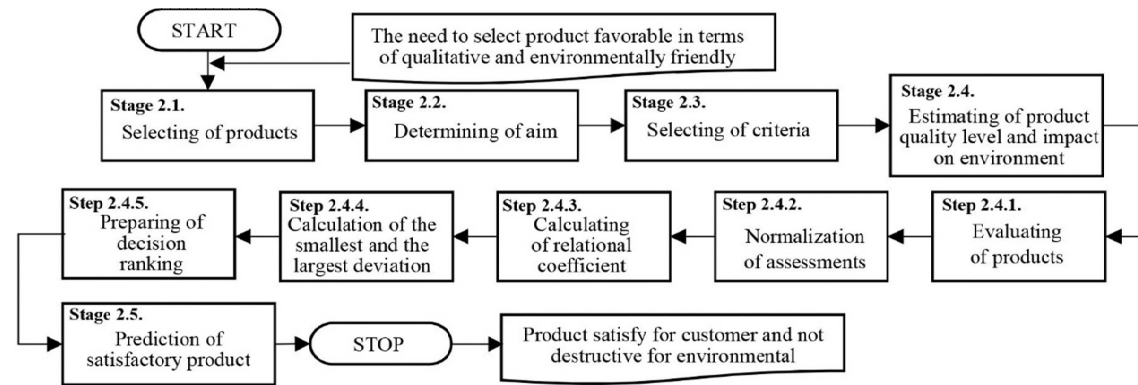 START
The need to select product favorable in terms
of qualitative and environmentally friendly
Stage 2.1.
Selecting of products
Stage 2.2.
Determining of aim
Stage 2.3.
Selecting of criteria
Stage 2.4.
Estimating of product
quality level and impact
on environment
Step 2.4.5.
Preparing of
decision
ranking
Step 2.4.4.
Calculation of the
smallest and the
largest deviation
Step 2.4.3.
Calculating
of relational
coefficient
Step 2.4.2.
Normalization
of assessments
Step 2.4.1.
Evaluating
of products
Stage 2.5.
Prediction of
satisfactory product
STOP
Product satisfy for customer and not
destructive for environmental